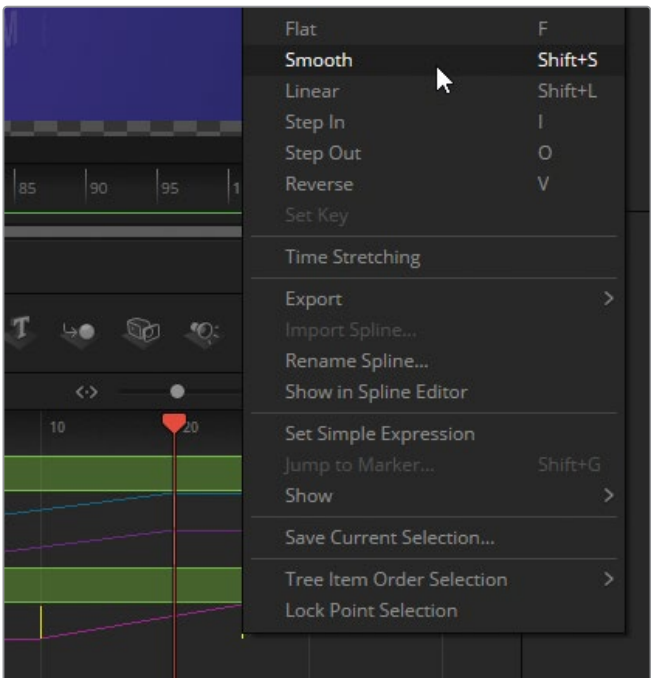 M
Flat F
Smooth Shift+S
Linear Shift+L
Step In I
Step Out O
Reverse V
85 90 95 1
Set Key
Time Stretching
Export >
T
Import Spline...
Rename Spline...
Show in Spline Editor
10 20
Set Simple Expression
Jump to Marker... Shift+G
Show >
Save Current Selection...
Tree Item Order Selection >
Lock Point Selection